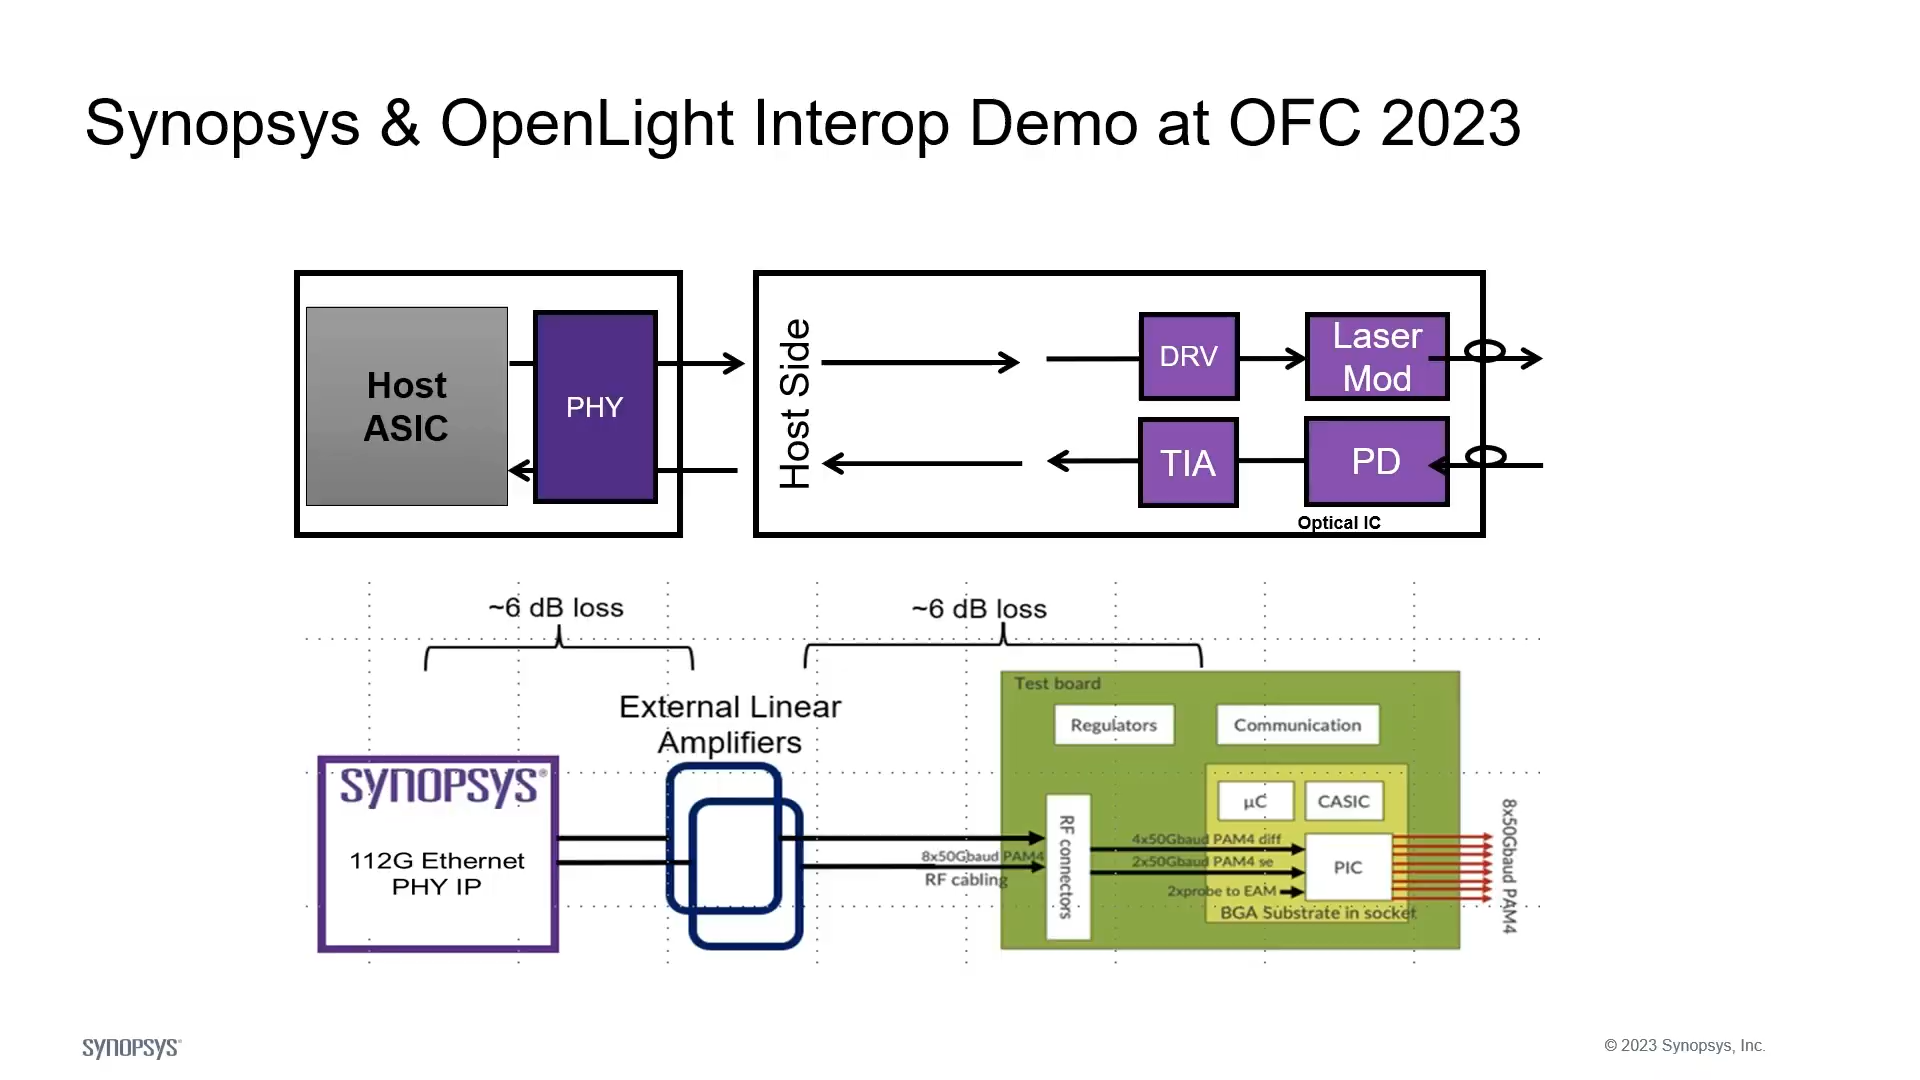 Synopsys & OpenLight Interop Demo at OFC 2023
Host
ASIC
PHY
Host Side
DRV
Laser
Mod
TIA
PD
Optical IC
~6 dB loss
~6 dB loss
External Linear
Amplifiers
SYNOPSYS®
112G Ethernet
PHY IP
8x50Gbaud PAM4
RF cabling
Test board
Regulators
Communication
RF connectors
µC
CASIC
4x50Gbaud PAM4 diff
2x50Gbaud PAM4 se
2xprobe to EAM
PIC
BGA Substrate in socket
8x50Gbaud PAM4
SYNOPSYS®
© 2023 Synopsys, Inc.